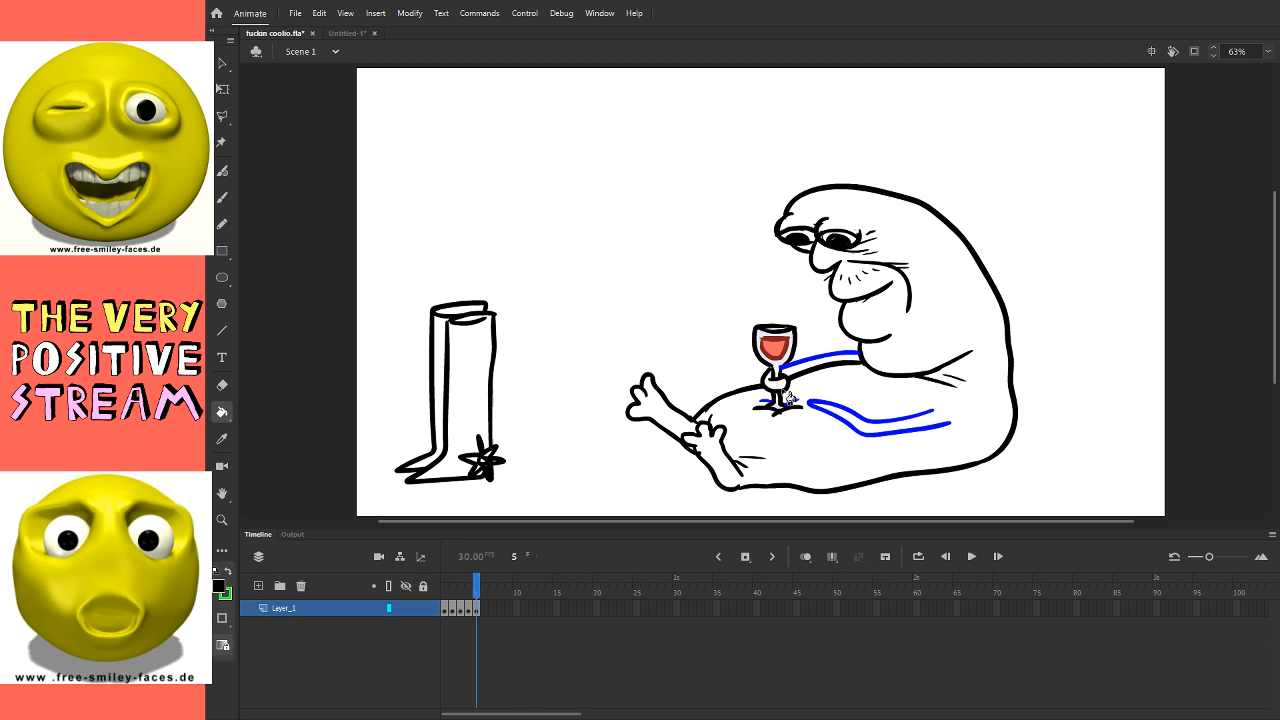 Animate File Edit View Insert Modify Text Commands Control Debug Window Help
fuckin coolio.fla* Untitled-1*
Scene 1 63%
www.free-smiley-faces.de
THE VERY
POSITIVE
STREAM
www .free-smiley-faces.de
Timeline Output
30.00 FPS 5 F
1s 2s 3s
10 15 20 25 30 35 40 45 50 55 60 65 70 75 80 85 90 95 100
Layer_1